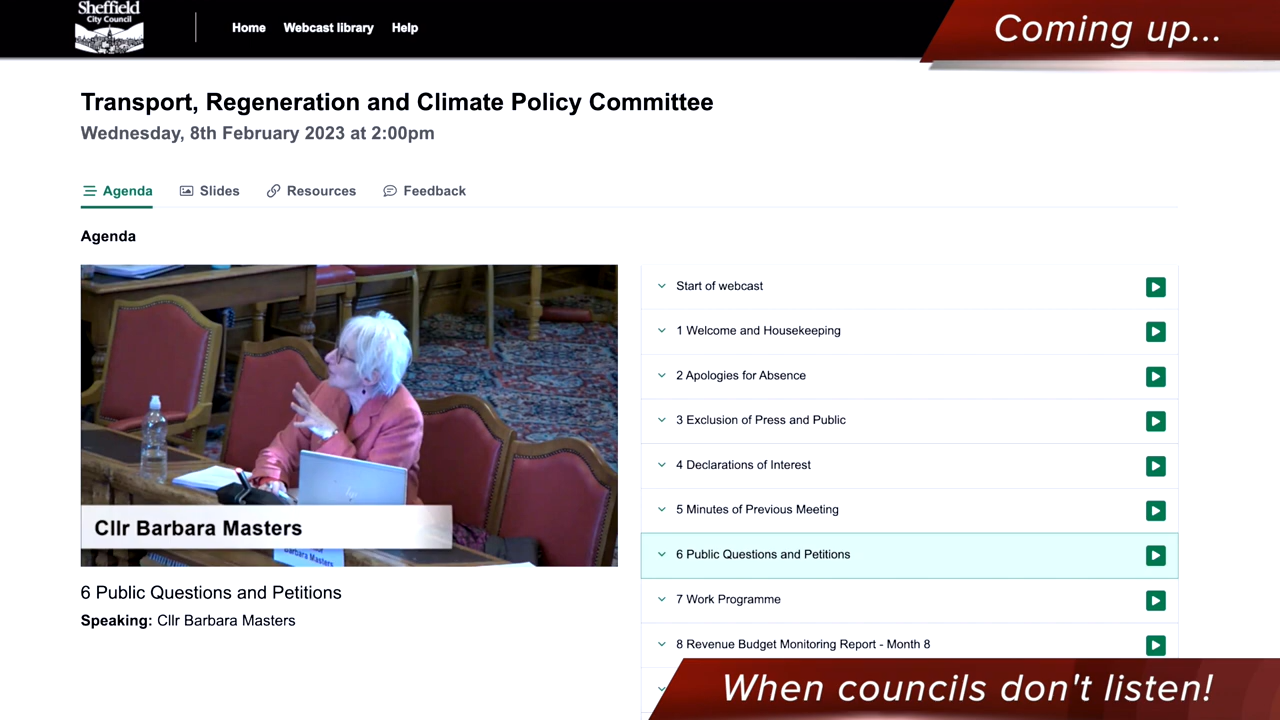 Sheffield
City Council
Home
Webcast library
Help
Coming up...
Transport, Regeneration and Climate Policy Committee
Wednesday, 8th February 2023 at 2:00pm
Agenda
Slides
Resources
Feedback
Agenda
Cllr Barbara Masters
Barbara Masters
6 Public Questions and Petitions
Speaking: Cllr Barbara Masters
Start of webcast
1 Welcome and Housekeeping
2 Apologies for Absence
3 Exclusion of Press and Public
4 Declarations of Interest
5 Minutes of Previous Meeting
6 Public Questions and Petitions
7 Work Programme
8 Revenue Budget Monitoring Report - Month 8
When councils don't listen!